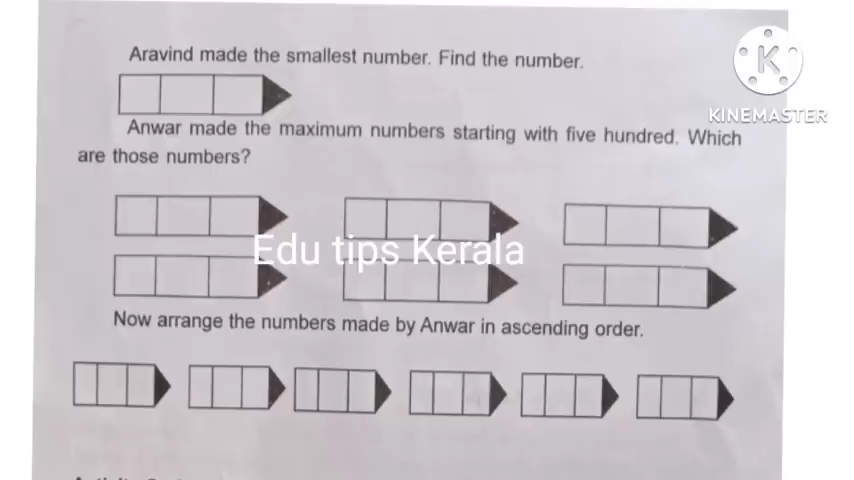 Aravind made the smallest number. Find the number.
K
KINEMASTER
Anwar made the maximum numbers starting with five hundred. Which
are those numbers?
Edu tips Kerala
Now arrange the numbers made by Anwar in ascending order.